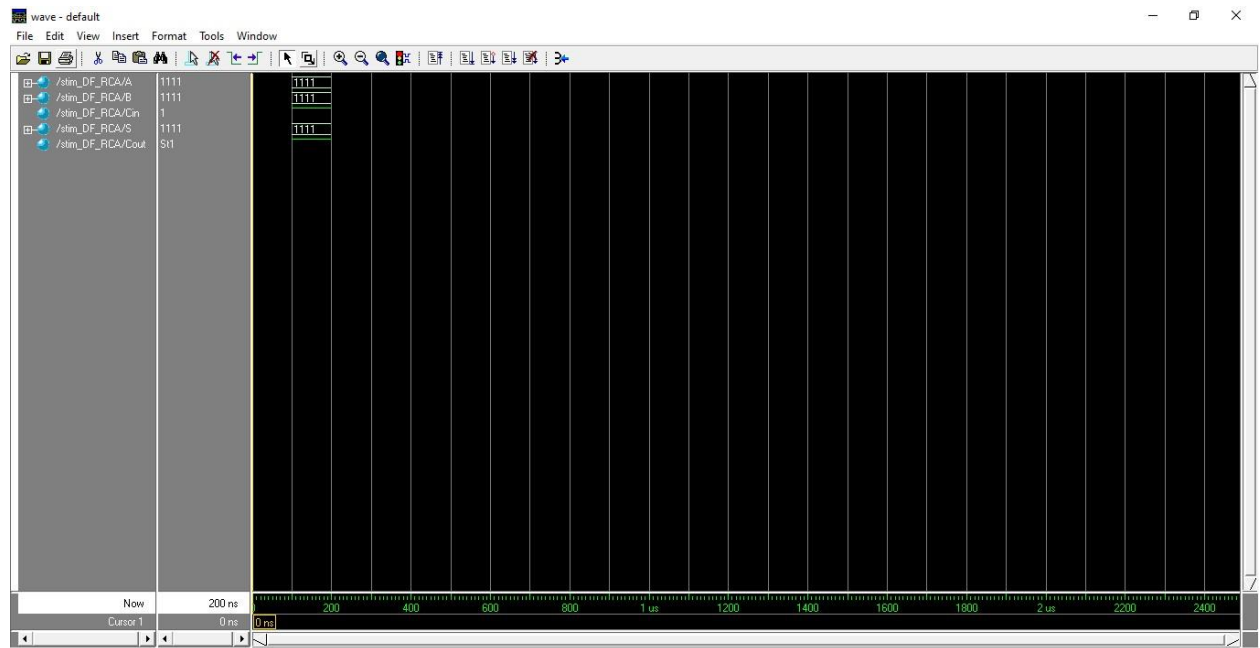 wave - default
File Edit View Insert Format Tools Window
/stim_DF_RCA/A 1111 1111
/stim_DF_RCA/B 1111 1111
/stim_DF_RCA/Cin 1
/stim_DF_RCA/S 1111 1111
/stim_DF_RCA/Cout St1
Now 200 ns 200 400 600 800 1 us 1200 1400 1600 1800 2 us 2200 2400
Cursor 1 0 ns 0 ns